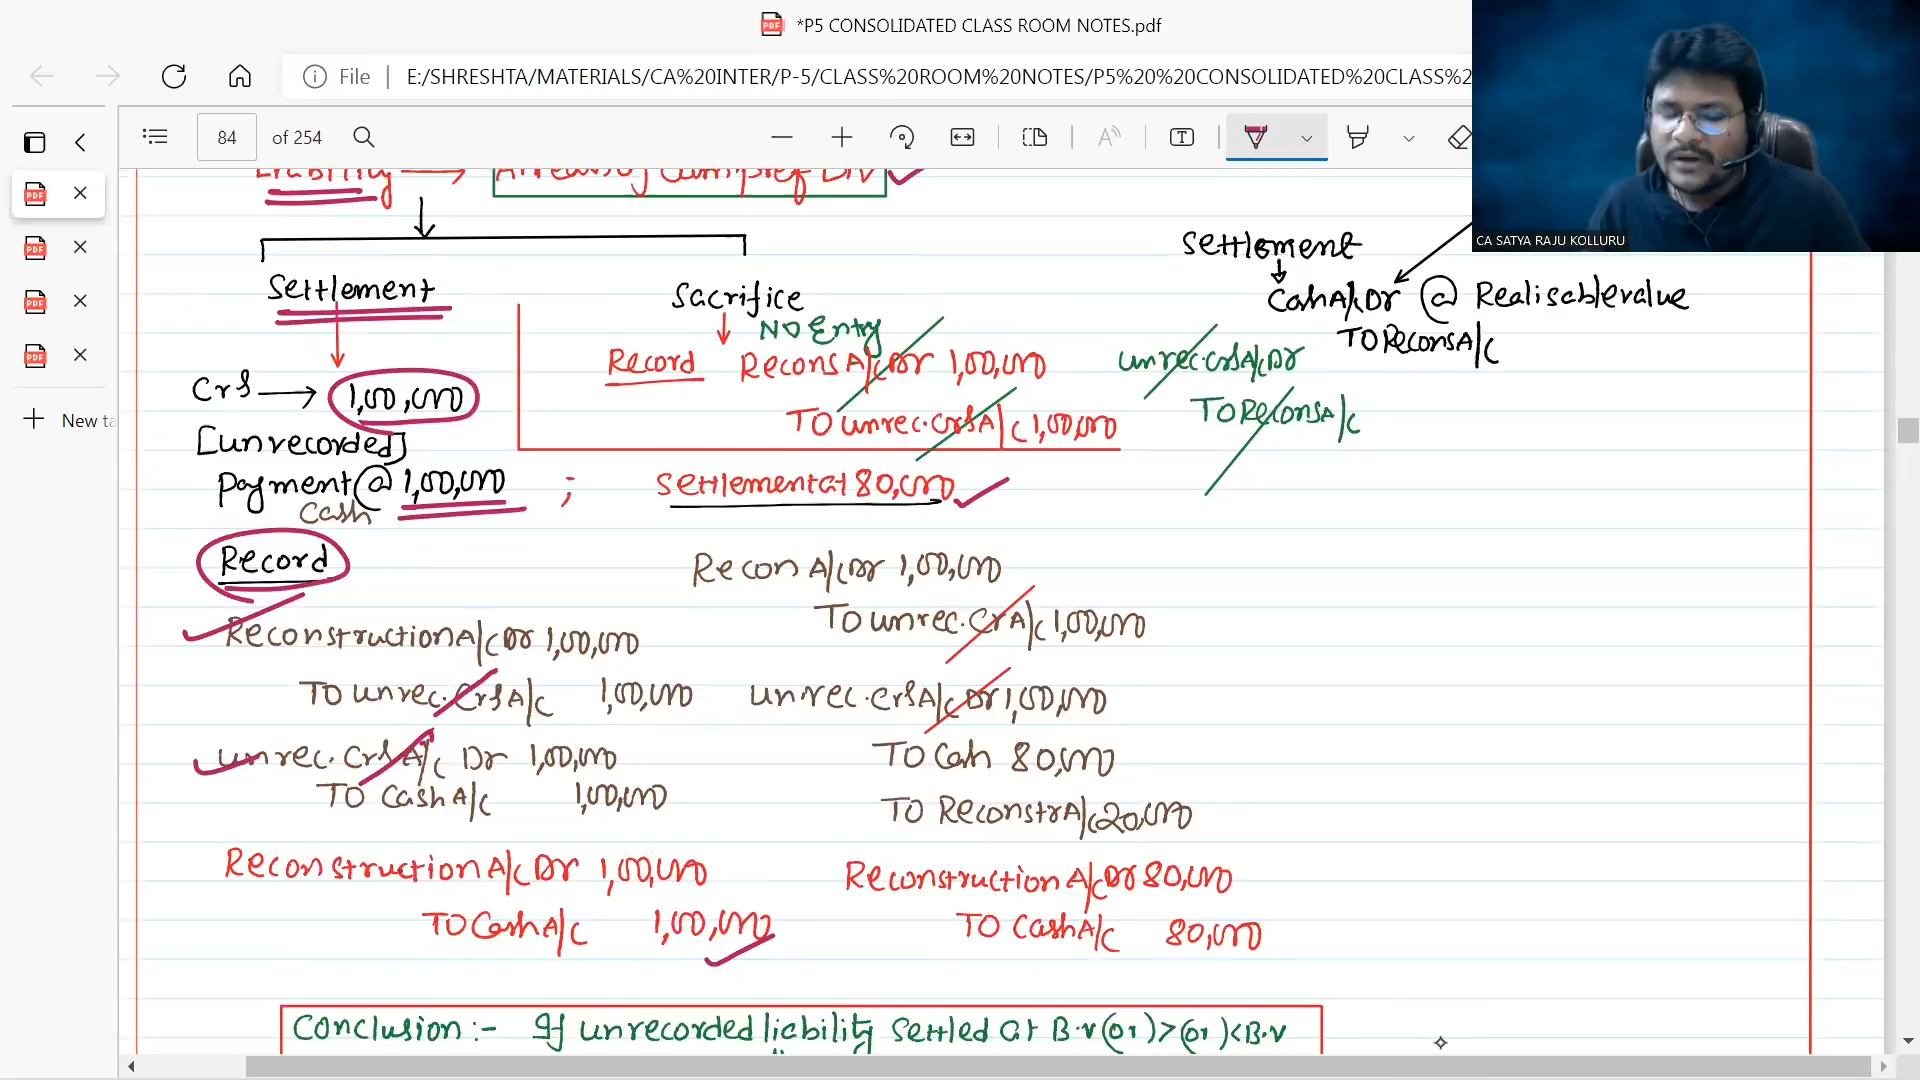 *P5 CONSOLIDATED CLASS ROOM NOTES.pdf
File
E:/SHRESHTA/MATERIALS/CA%20INTER/P-5/CLASS%20ROOM%20NOTES/P5%20%20CONSOLIDATED%20CLASS%2
84 of 254
CA SATYA RAJU KOLLURU
New ta
Liability →
Settlement
Sacrifice
Settlement
Cash A/c Dr @ Realisable value
To Recons A/c
No Entry
Record Recons A/c Dr 1,00,000
To unrec. Crs A/c 1,00,000
unrec. Crs A/c Dr
To Recons A/c
Crs → 1,00,000
[unrecorded]
Payment @ 1,00,000 ; Settlement at 80,000
Cash
Record
Reconstruction A/c Dr 1,00,000
To unrec. Crs A/c 1,00,000
unrec. Crs A/c Dr 1,00,000
To Cash A/c 1,00,000
Recon A/c Dr 1,00,000
To unrec. Cr A/c 1,00,000
unrec. Crs A/c Dr 1,00,000
To Cash 80,000
To Reconstr A/c 20,000
Reconstruction A/c Dr 1,00,000
To Cash A/c 1,00,000
Reconstruction A/c Dr 80,000
To Cash A/c 80,000
Conclusion :- If unrecorded liability settled at B.v (or) > (or) < B.v